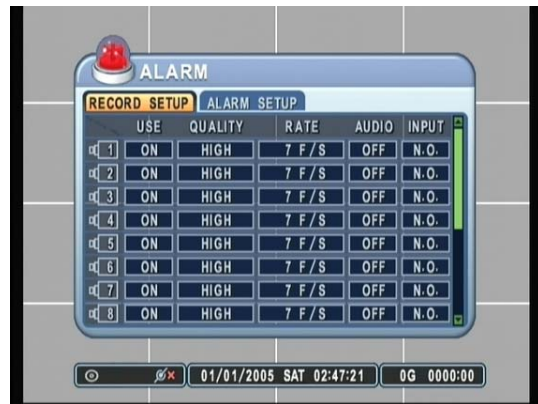 ALARM
RECORD SETUP ALARM SETUP
USE QUALITY RATE AUDIO INPUT
1 ON HIGH 7 F/S OFF N.O.
2 ON HIGH 7 F/S OFF N.O.
3 ON HIGH 7 F/S OFF N.O.
4 ON HIGH 7 F/S OFF N.O.
5 ON HIGH 7 F/S OFF N.O.
6 ON HIGH 7 F/S OFF N.O.
7 ON HIGH 7 F/S OFF N.O.
8 ON HIGH 7 F/S OFF N.O.
01/01/2005 SAT 02:47:21 0G 0000:00